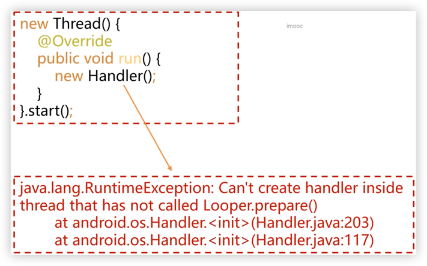 new Thread() {
@Override
public void run() {
new Handler();
}
}.start();
imooc
java.lang.RuntimeException: Can't create handler inside
thread that has not called Looper.prepare()
at android.os.Handler.<init>(Handler.java:203)
at android.os.Handler.<init>(Handler.java:117)